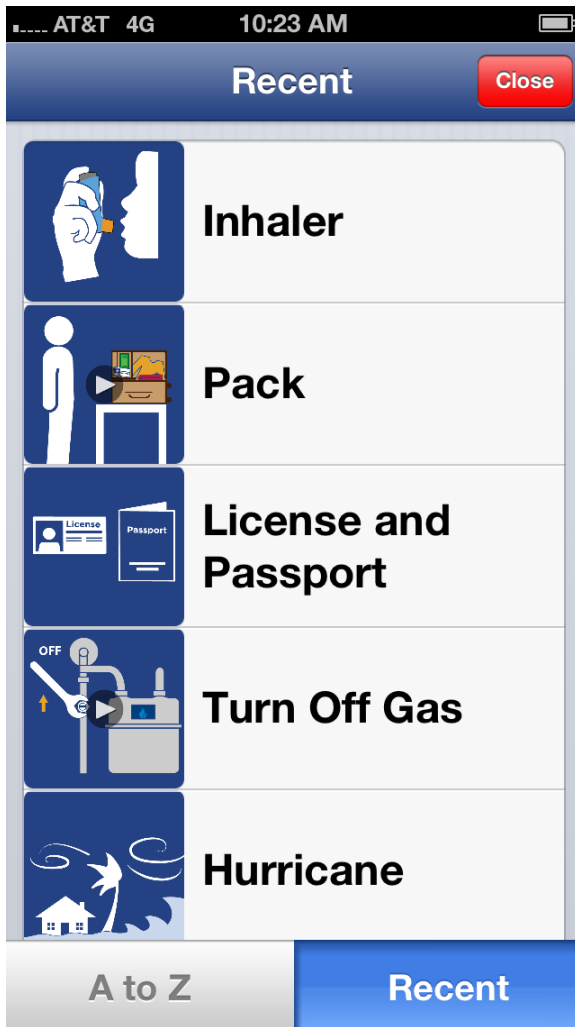 AT&T 4G 10:23 AM
Recent Close
Inhaler
Pack
License Passport
License and
Passport
OFF
Turn Off Gas
Hurricane
A to Z Recent